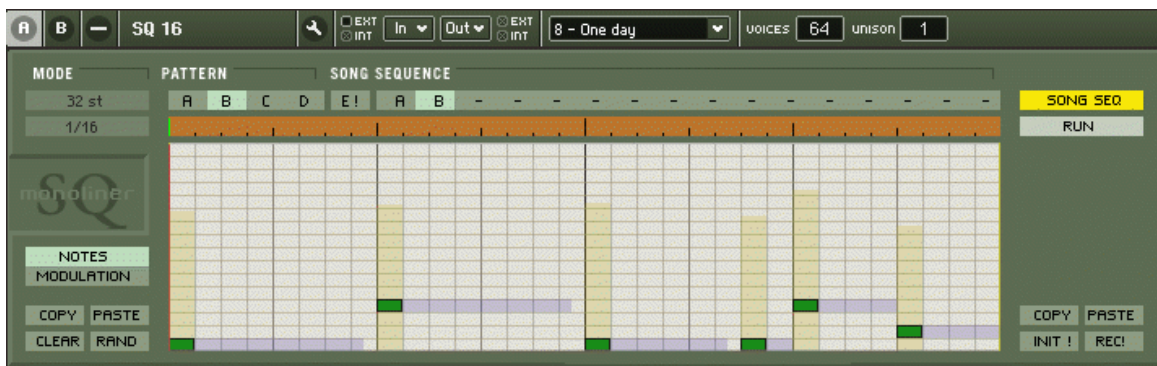 A B SQ 16 EXT INT In Out EXT INT 8 - One day VOICES 64 UNISON 1
MODE PATTERN SONG SEQUENCE
32 st A B C D E! A B - - - - - - - - - - - - - - SONG SEQ
1/16 RUN
monoliner
SQ
NOTES
MODULATION
COPY PASTE COPY PASTE
CLEAR RAND INIT ! REC!